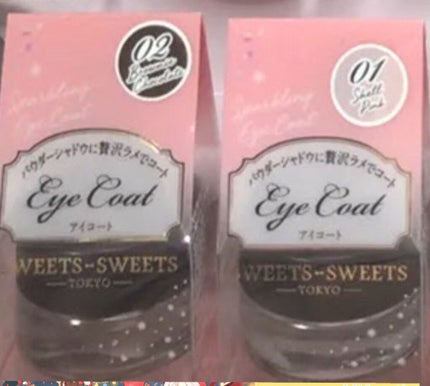 02
Brownie
Chocolate
Sparkling
Eye Coat
パウダーシャドウに贅沢ラメでコート
Eye Coat
アイコート
WEETS-SWEETS
TOKYO
01
Shell
Pink
Sparkling
Eye Coat
パウダーシャドウに贅沢ラメでコート
Eye Coat
アイコート
WEETS-SWEETS
TOKYO